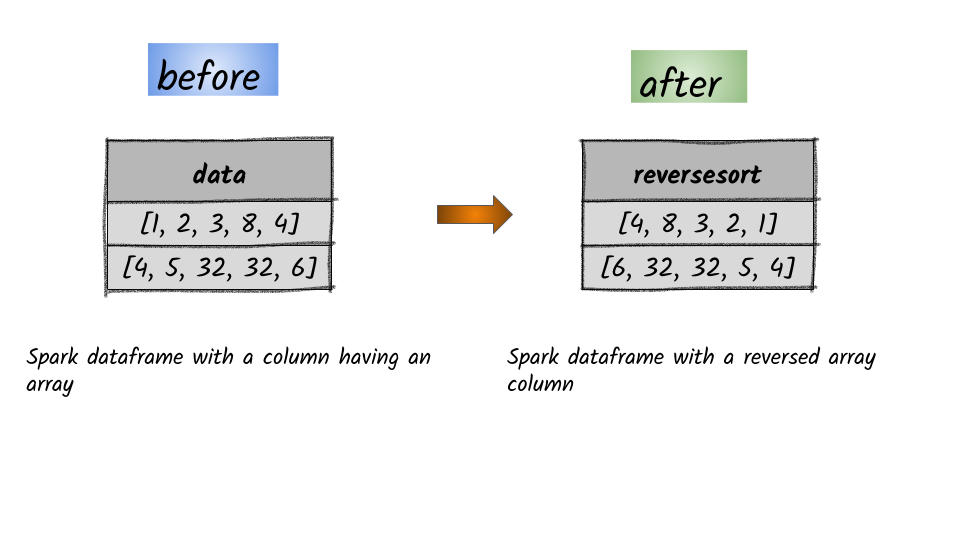 before
after
data
[1, 2, 3, 8, 4]
[4, 5, 32, 32, 6]
reversesort
[4, 8, 3, 2, 1]
[6, 32, 32, 5, 4]
Spark dataframe with a column having an
array
Spark dataframe with a reversed array
column